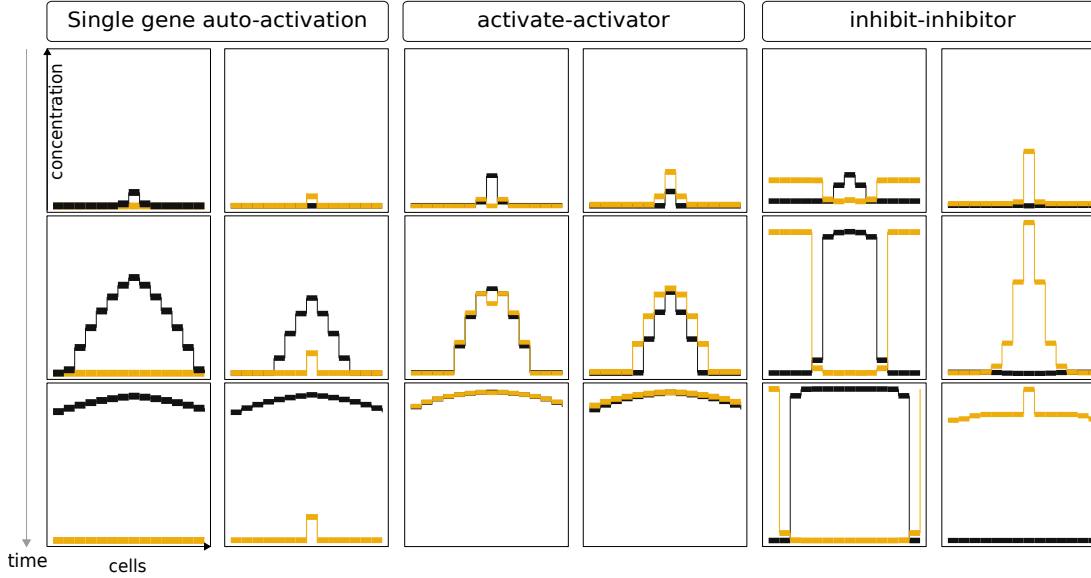 Single gene auto-activation
activate-activator
inhibit-inhibitor
concentration
time
cells